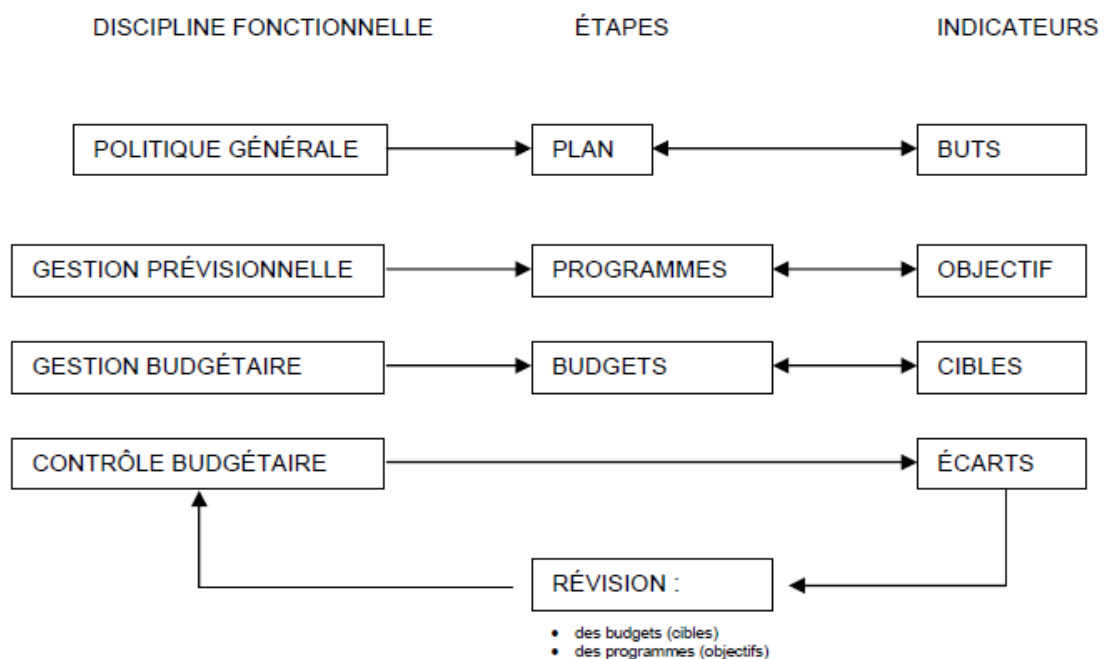 DISCIPLINE FONCTIONNELLE ÉTAPES INDICATEURS
POLITIQUE GÉNÉRALE PLAN BUTS
GESTION PRÉVISIONNELLE PROGRAMMES OBJECTIF
GESTION BUDGÉTAIRE BUDGETS CIBLES
CONTRÔLE BUDGÉTAIRE ÉCARTS
RÉVISION :
• des budgets (cibles)
• des programmes (objectifs)